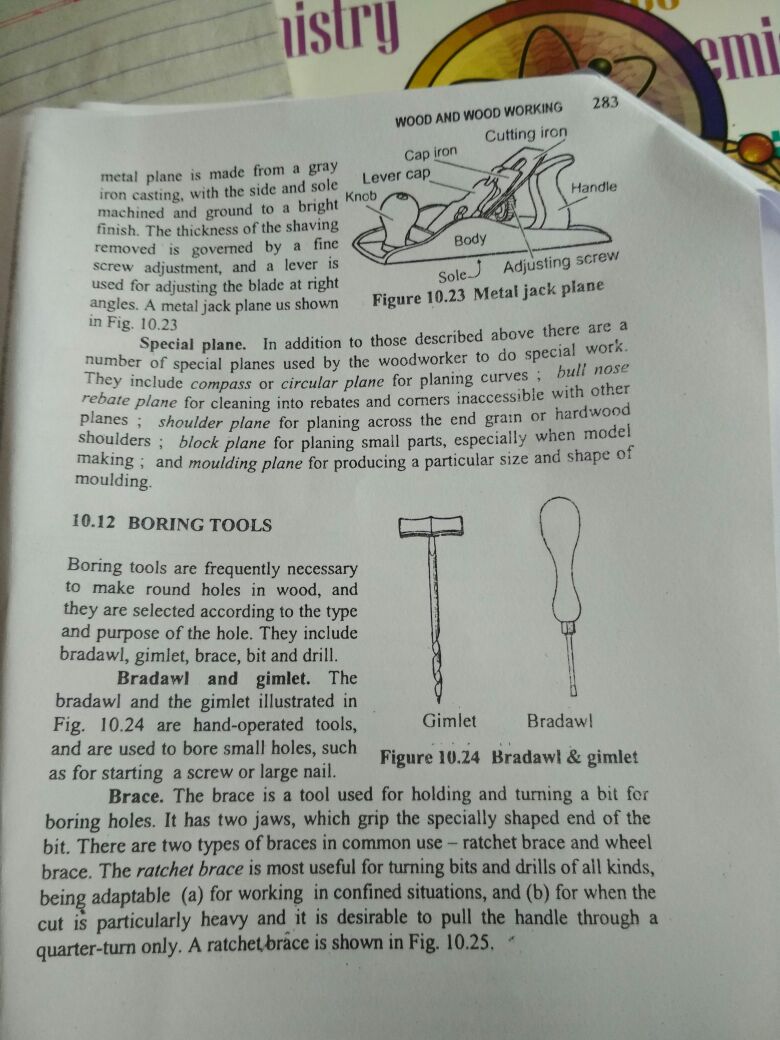 istry
emi
WOOD AND WOOD WORKING 283
metal plane is made from a gray
iron casting, with the side and sole
machined and ground to a bright
finish. The thickness of the shaving
removed is governed by a fine
screw adjustment, and a lever is
used for adjusting the blade at right
angles. A metal jack plane us shown
in Fig. 10.23
Cutting iron
Cap iron
Lever cap
Knob
Handle
Body
Sole
Adjusting screw
Figure 10.23 Metal jack plane
Special plane. In addition to those described above there are a
number of special planes used by the woodworker to do special work.
They include compass or circular plane for planing curves ; bull nose
rebate plane for cleaning into rebates and corners inaccessible with other
planes ; shoulder plane for planing across the end grain or hardwood
shoulders ; block plane for planing small parts, especially when model
making ; and moulding plane for producing a particular size and shape of
moulding.
10.12 BORING TOOLS
Boring tools are frequently necessary
to make round holes in wood, and
they are selected according to the type
and purpose of the hole. They include
bradawl, gimlet, brace, bit and drill.
Bradawl and gimlet. The
bradawl and the gimlet illustrated in
Fig. 10.24 are hand-operated tools,
and are used to bore small holes, such
as for starting a screw or large nail.
Gimlet
Bradawl
Figure 10.24 Bradawl & gimlet
Brace. The brace is a tool used for holding and turning a bit for
boring holes. It has two jaws, which grip the specially shaped end of the
bit. There are two types of braces in common use – ratchet brace and wheel
brace. The ratchet brace is most useful for turning bits and drills of all kinds,
being adaptable (a) for working in confined situations, and (b) for when the
cut is particularly heavy and it is desirable to pull the handle through a
quarter-turn only. A ratchet brace is shown in Fig. 10.25.